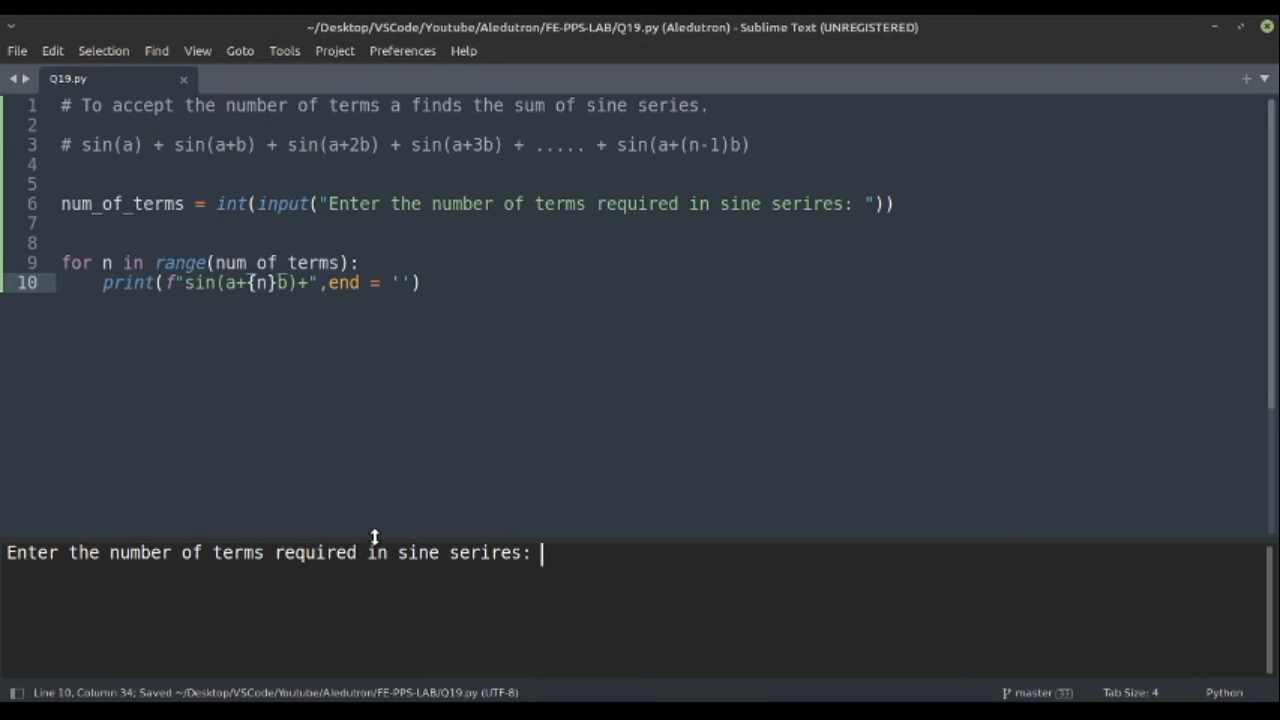 ~/Desktop/VSCode/Youtube/Aledutron/FE-PPS-LAB/Q19.py (Aledutron) - Sublime Text (UNREGISTERED)
File Edit Selection Find View Goto Tools Project Preferences Help
Q19.py
1 # To accept the number of terms a finds the sum of sine series.
2
3 # sin(a) + sin(a+b) + sin(a+2b) + sin(a+3b) + ..... + sin(a+(n-1)b)
4
5
6 num_of_terms = int(input("Enter the number of terms required in sine serires: "))
7
8
9 for n in range(num_of_terms):
10 print(f"sin(a+{n}b)+",end = '')
Enter the number of terms required in sine serires:
Line 10, Column 34; Saved ~/Desktop/VSCode/Youtube/Aledutron/FE-PPS-LAB/Q19.py (UTF-8) master Tab Size: 4 Python